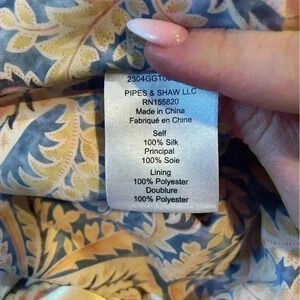 PIPES & SHAW LLC
RN155820
Made in China
Fabriqué en Chine
Self
100% Silk
Principal
100% Soie
Lining
100% Polyester
Doublure
100% Polyester